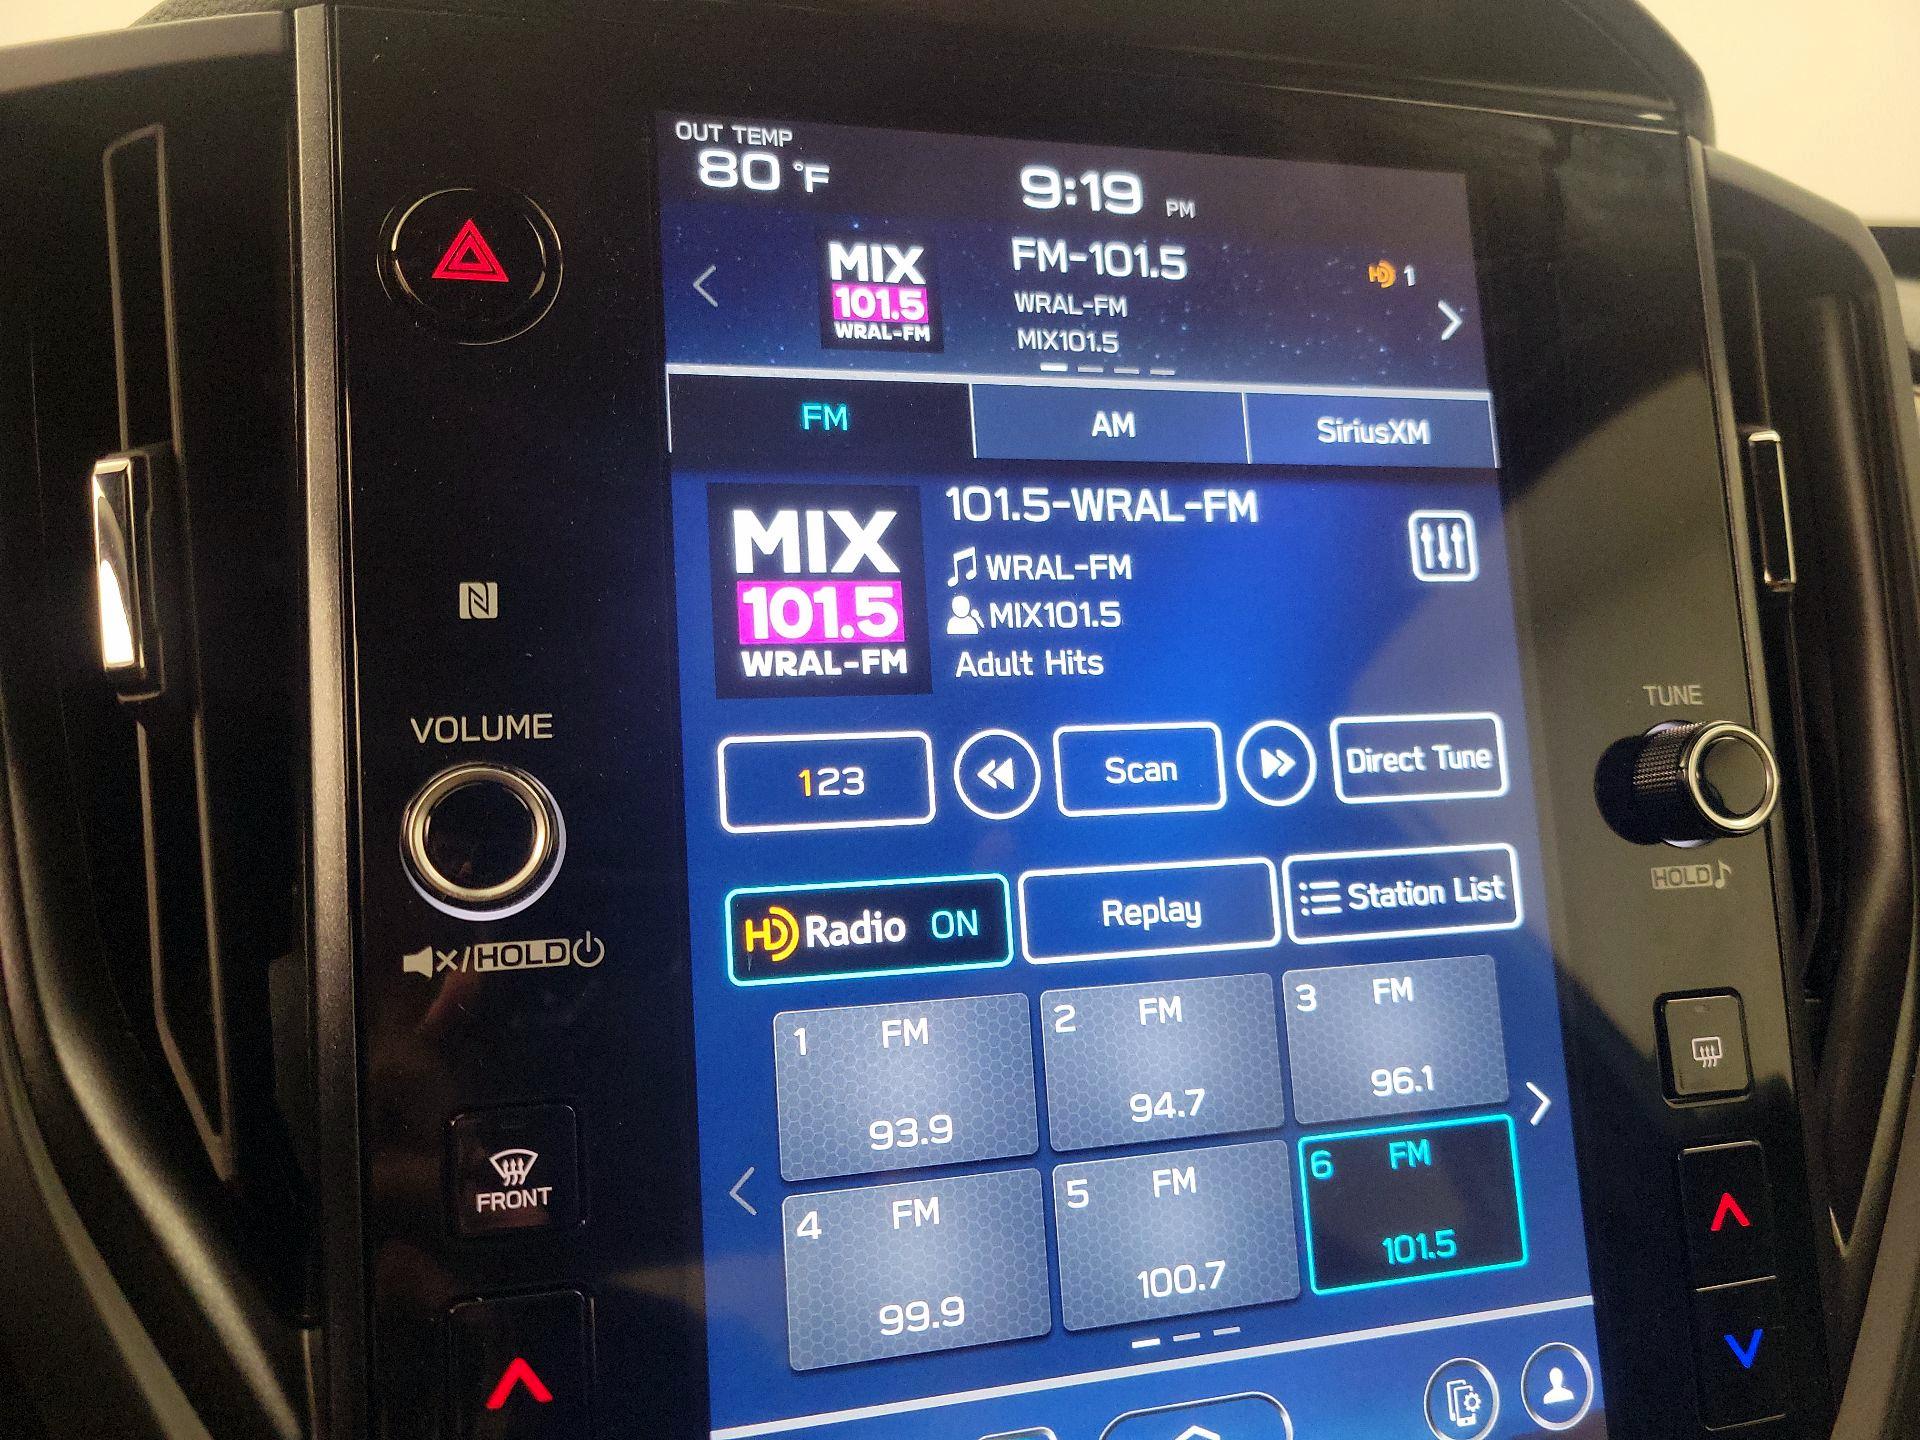 OUT TEMP
80 °F
9:19 PM
MIX
101.5
WRAL-FM
FM-101.5
WRAL-FM
MIX101.5
HD 1
FM
AM
SiriusXM
MIX
101.5
WRAL-FM
101.5-WRAL-FM
WRAL-FM
MIX101.5
Adult Hits
VOLUME
TUNE
123
Scan
Direct Tune
HOLD
/HOLD
HD Radio ON
Replay
Station List
1 FM
93.9
2 FM
94.7
3 FM
96.1
4 FM
99.9
5 FM
100.7
6 FM
101.5
FRONT